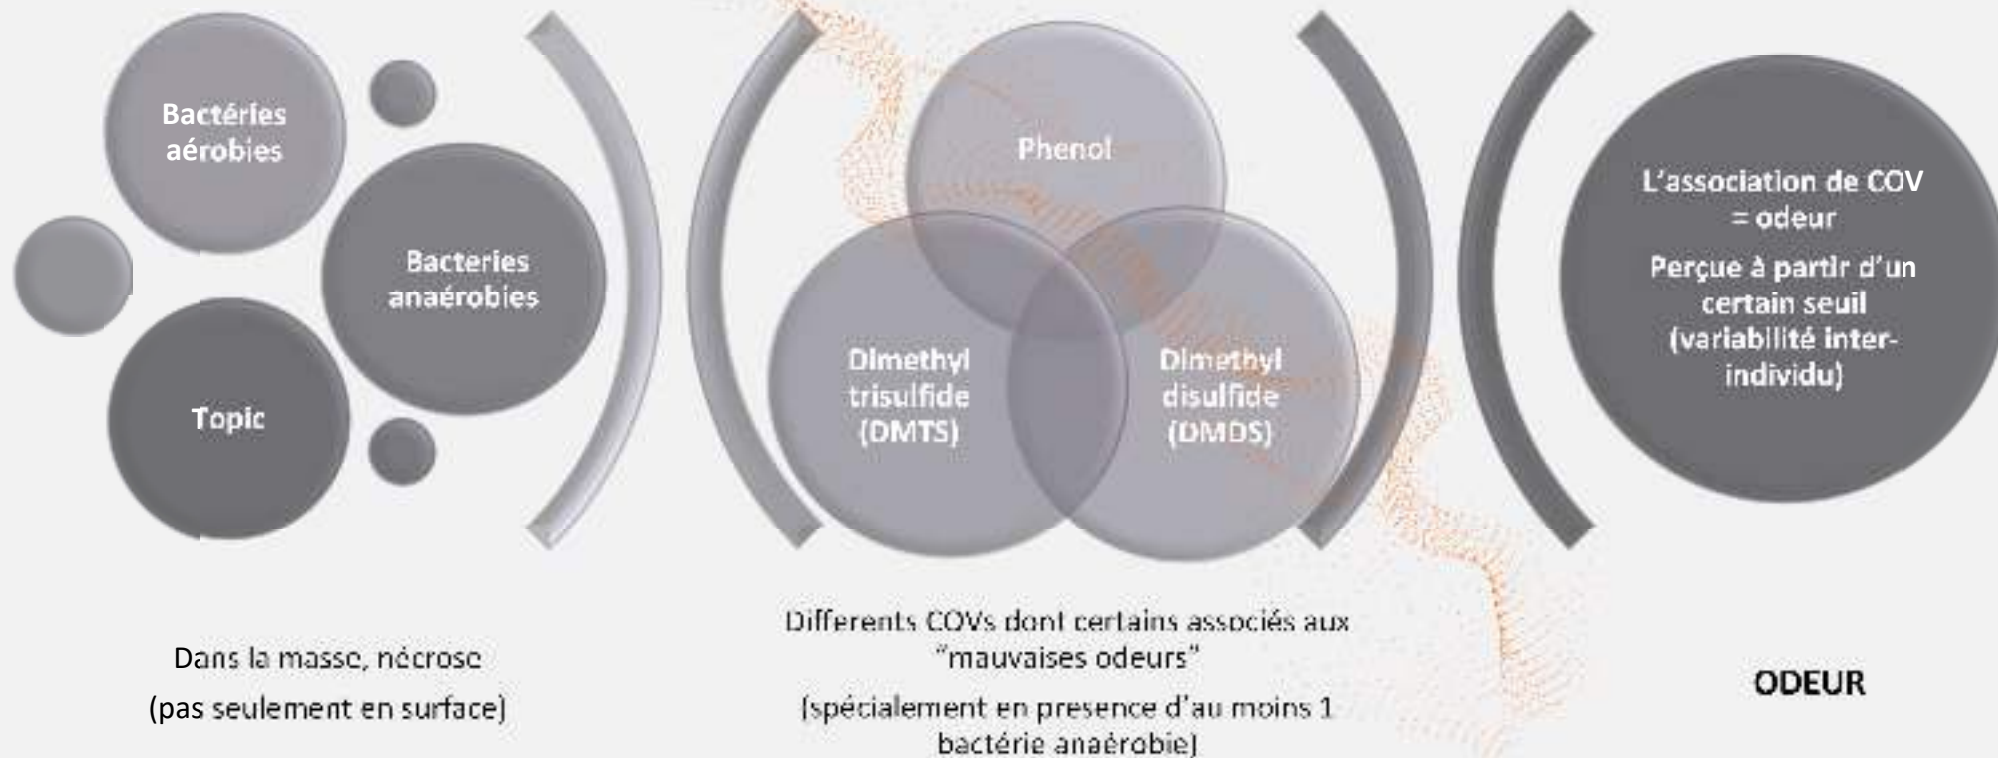 Bactéries
aérobies
Bacteries
anaérobies
Topic
Dans la masse, nécrose
(pas seulement en surface)
Phenol
Dimethyl
trisulfide
(DMTS)
Dimethyl
disulfide
(DMDS)
Differents COVs dont certains associés aux
"mauvaises odeurs"
(spécialement en presence d'au moins 1
bactérie anaérobie)
L'association de COV
= odeur
Perçue à partir d'un
certain seuil
(variabilité inter-
individu)
ODEUR